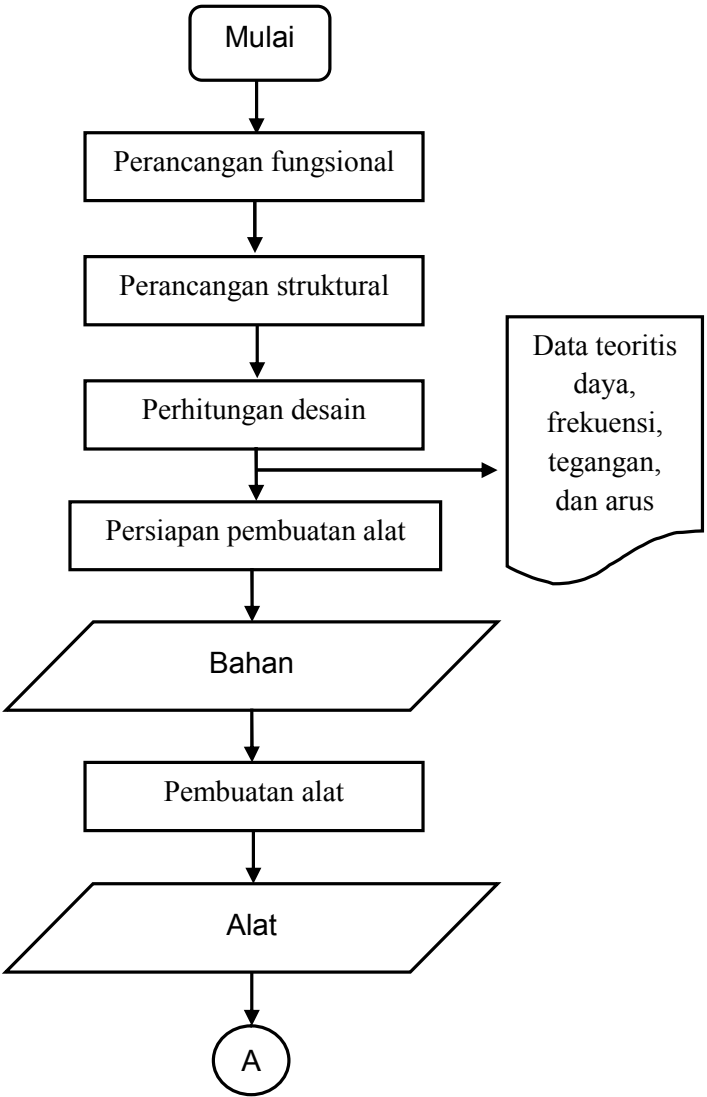 Mulai
Perancangan fungsional
Perancangan struktural
Perhitungan desain
Data teoritis
daya,
frekuensi,
tegangan,
dan arus
Persiapan pembuatan alat
Bahan
Pembuatan alat
Alat
A